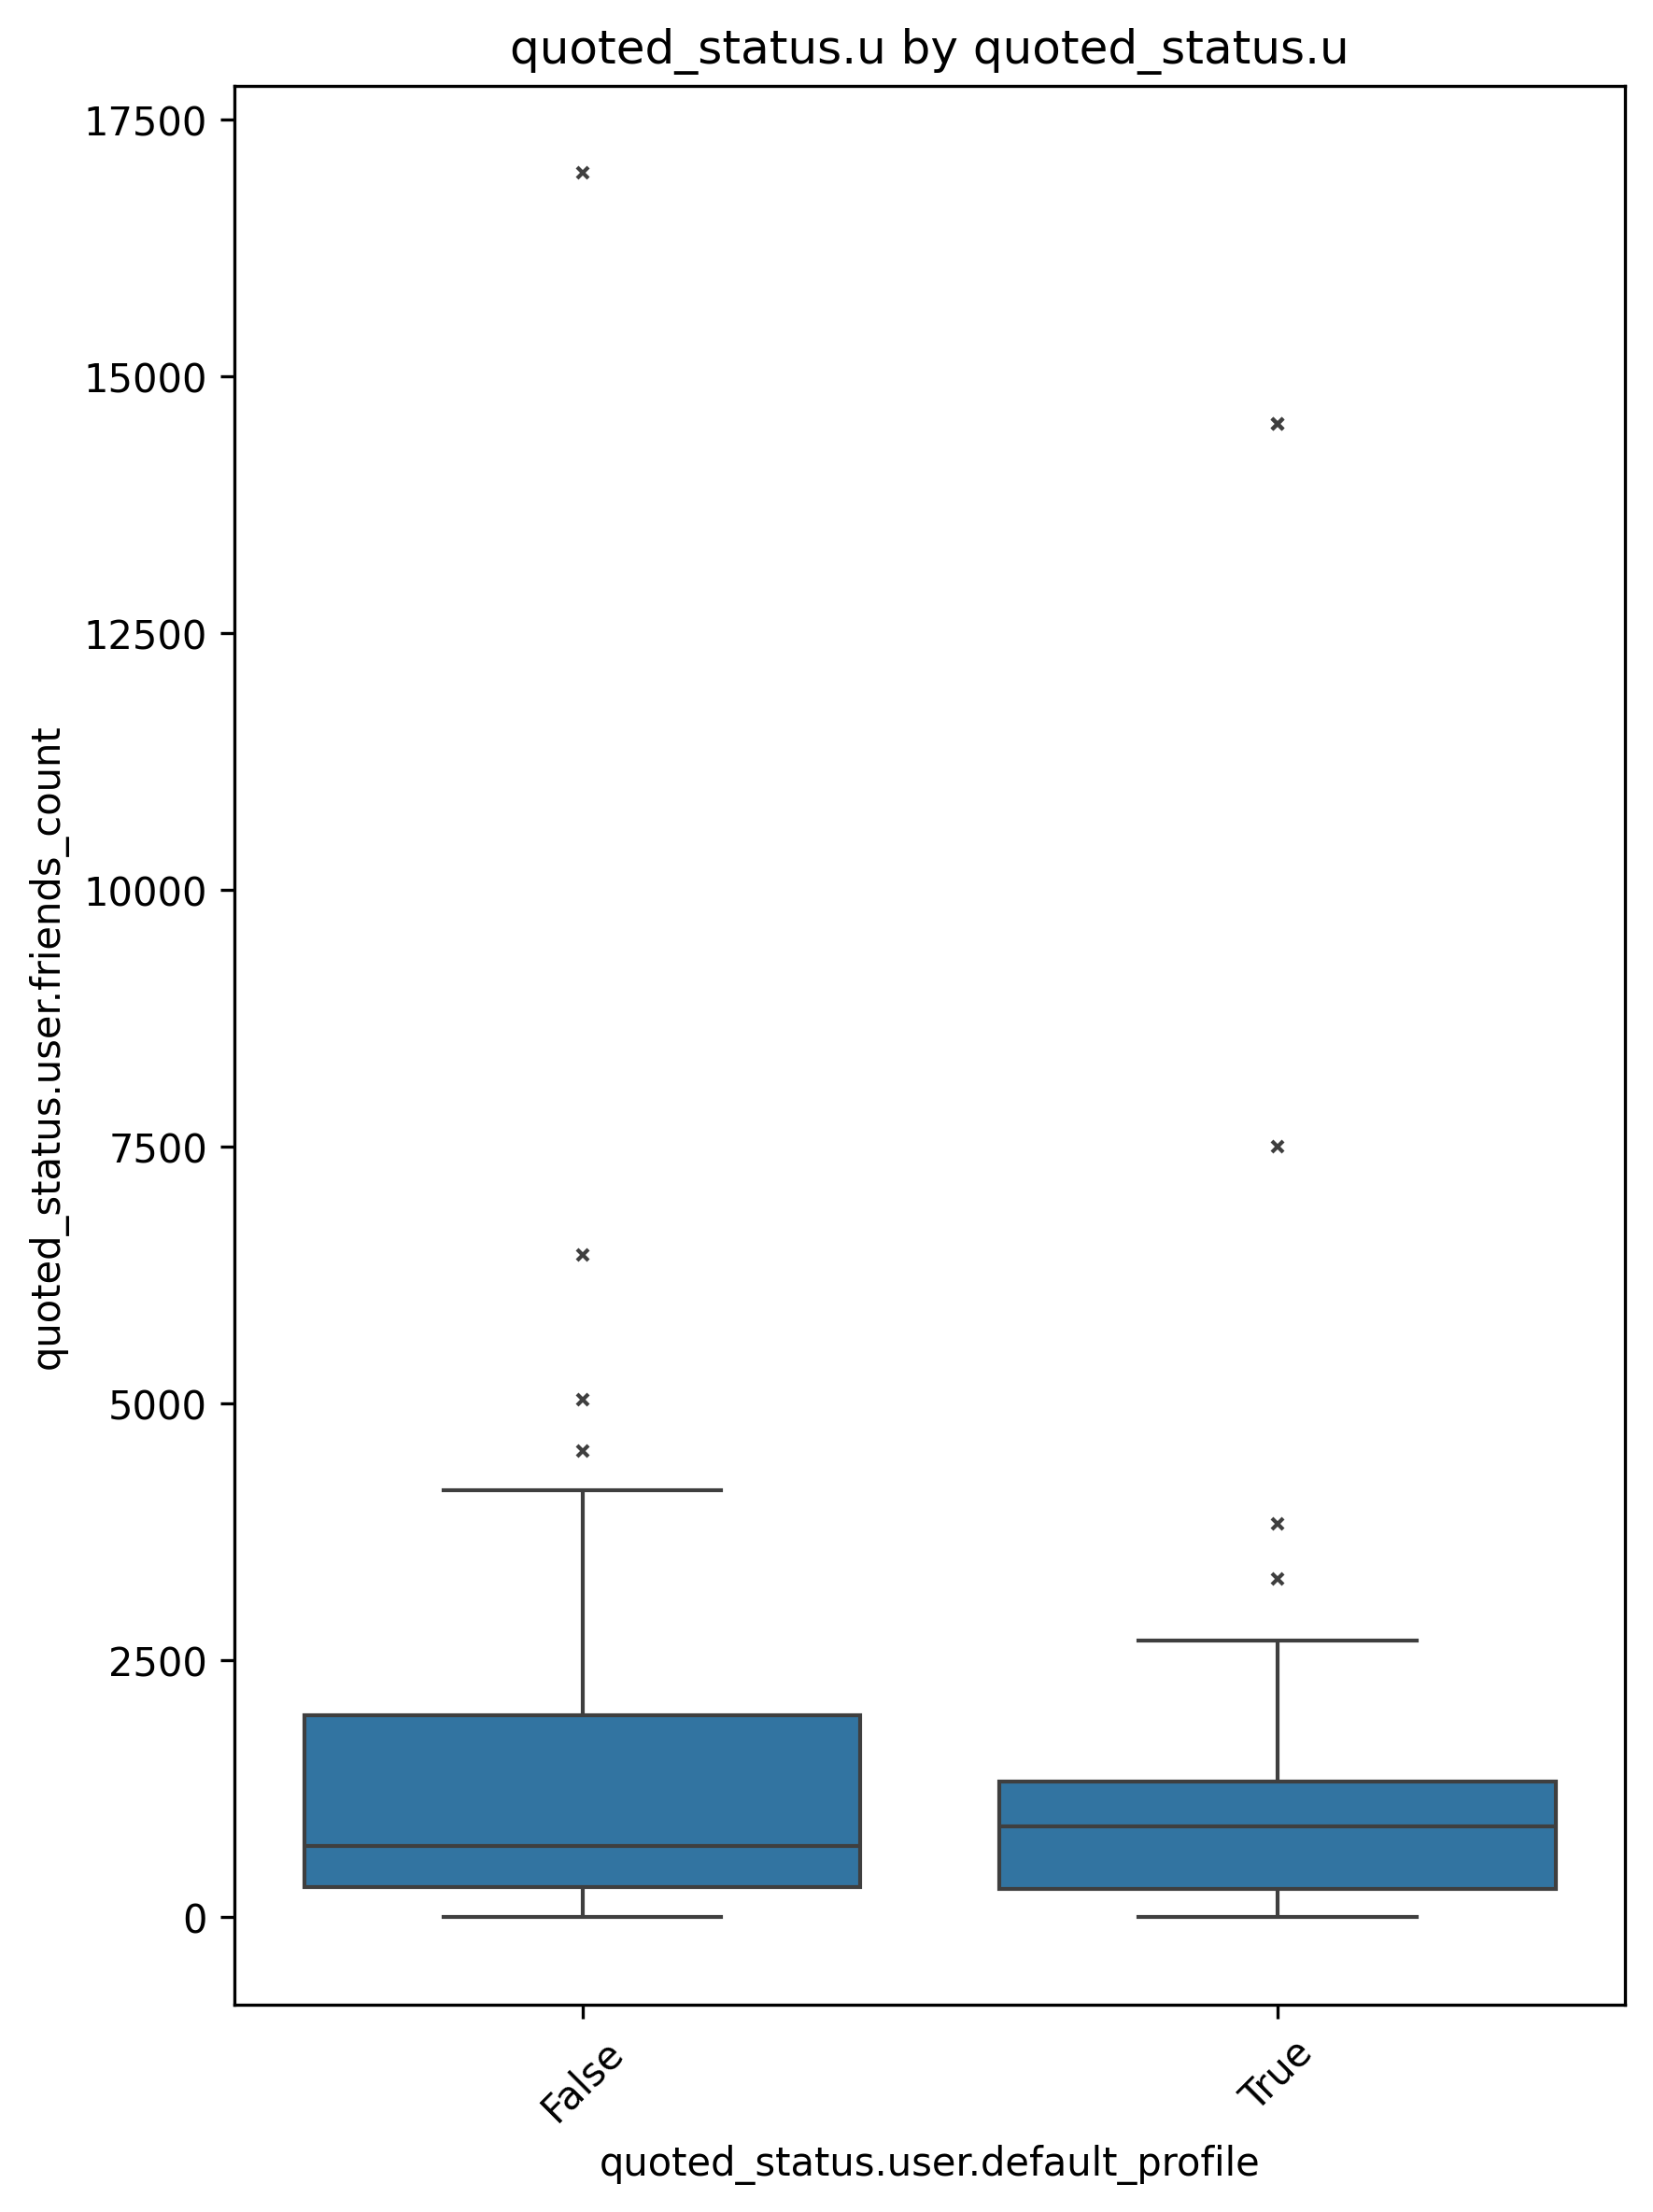 quoted_status.u by quoted_status.u
17500
15000
12500
10000
7500
5000
2500
0
quoted_status.user.friends_count
False
True
quoted_status.user.default_profile